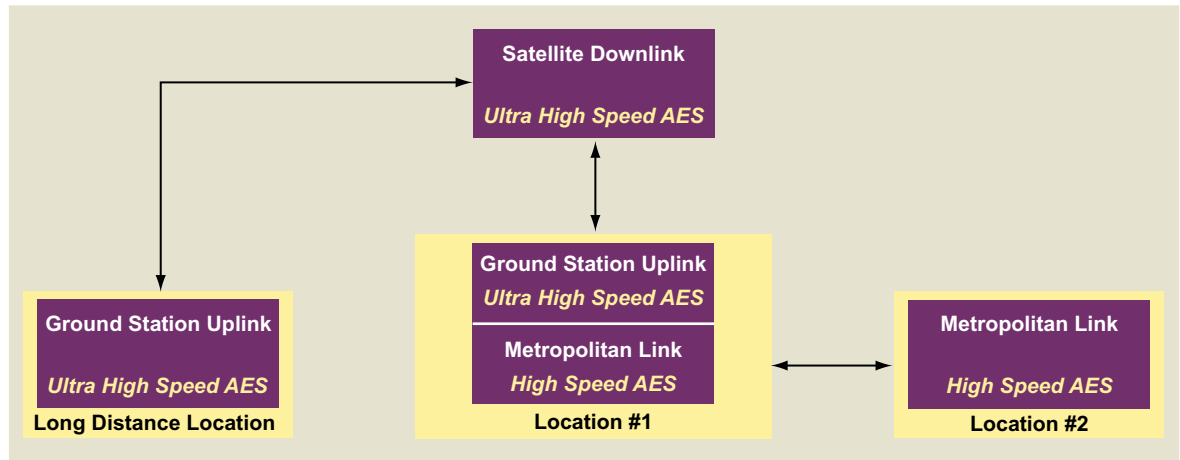 Satellite Downlink
Ultra High Speed AES
Ground Station Uplink
Ultra High Speed AES
Long Distance Location
Ground Station Uplink
Ultra High Speed AES
Metropolitan Link
High Speed AES
Location #1
Metropolitan Link
High Speed AES
Location #2